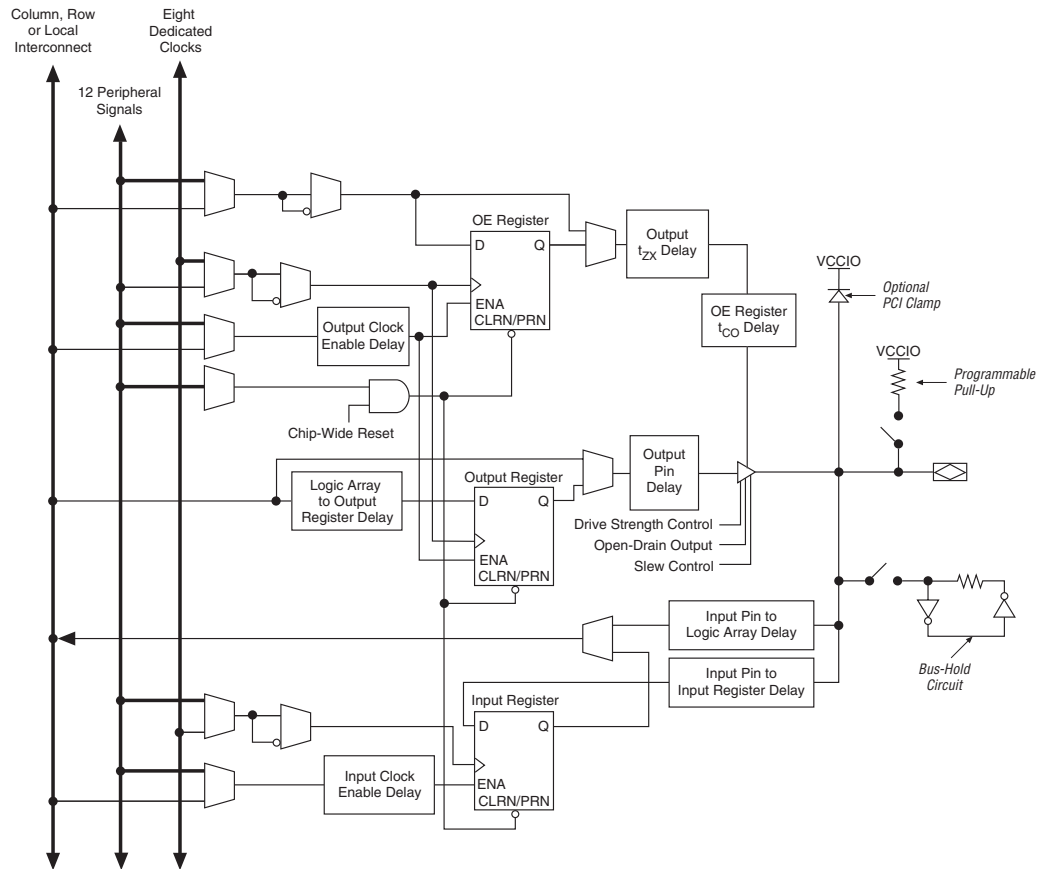 Column, Row
or Local
Interconnect
Eight
Dedicated
Clocks
12 Peripheral
Signals
OE Register
D
Q
ENA
CLRN/PRN
Output
tZX Delay
OE Register
tCO Delay
VCCIO
Optional
PCI Clamp
Output Clock
Enable Delay
VCCIO
Programmable
Pull-Up
Chip-Wide Reset
Output
Pin
Delay
Logic Array
to Output
Register Delay
Output Register
D
Q
ENA
CLRN/PRN
Drive Strength Control
Open-Drain Output
Slew Control
Input Pin to
Logic Array Delay
Input Pin to
Input Register Delay
Bus-Hold
Circuit
Input Register
D
Q
ENA
CLRN/PRN
Input Clock
Enable Delay